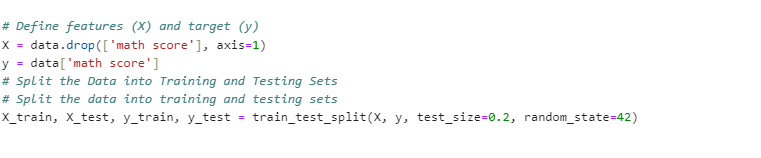 # Define features (X) and target (y)
X = data.drop(['math score'], axis=1)
y = data['math score']
# Split the Data into Training and Testing Sets
# Split the data into training and testing sets
X_train, X_test, y_train, y_test = train_test_split(X, y, test_size=0.2, random_state=42)